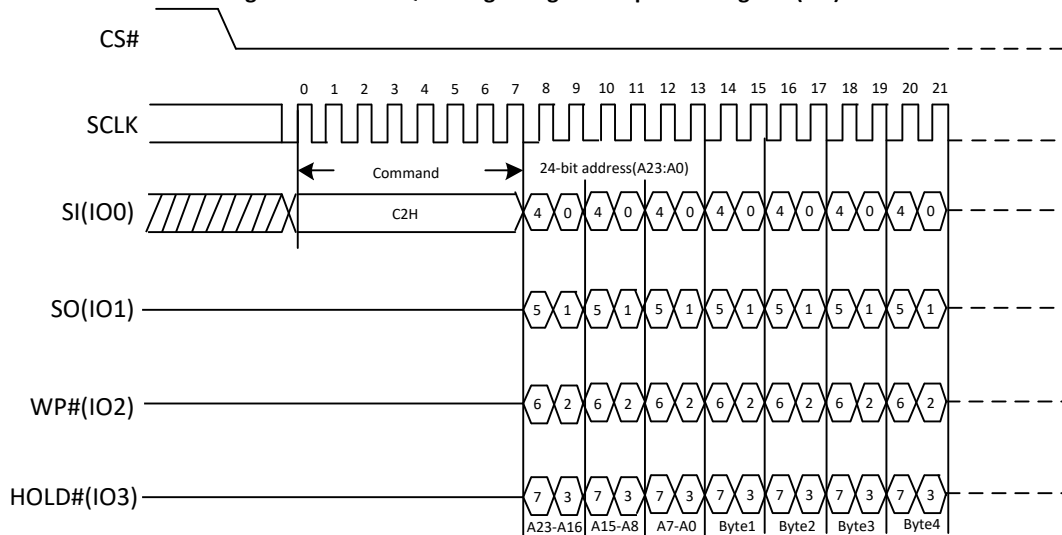 CS#
0 1 2 3 4 5 6 7 8 9 10 11 12 13 14 15 16 17 18 19 20 21
SCLK
Command 24-bit address(A23:A0)
SI(IO0) C2H 4 0 4 0 4 0 4 0 4 0 4 0 4 0
SO(IO1) 5 1 5 1 5 1 5 1 5 1 5 1 5 1
WP#(IO2) 6 2 6 2 6 2 6 2 6 2 6 2 6 2
HOLD#(IO3) 7 3 7 3 7 3 7 3 7 3 7 3 7 3
A23-A16 A15-A8 A7-A0 Byte1 Byte2 Byte3 Byte4